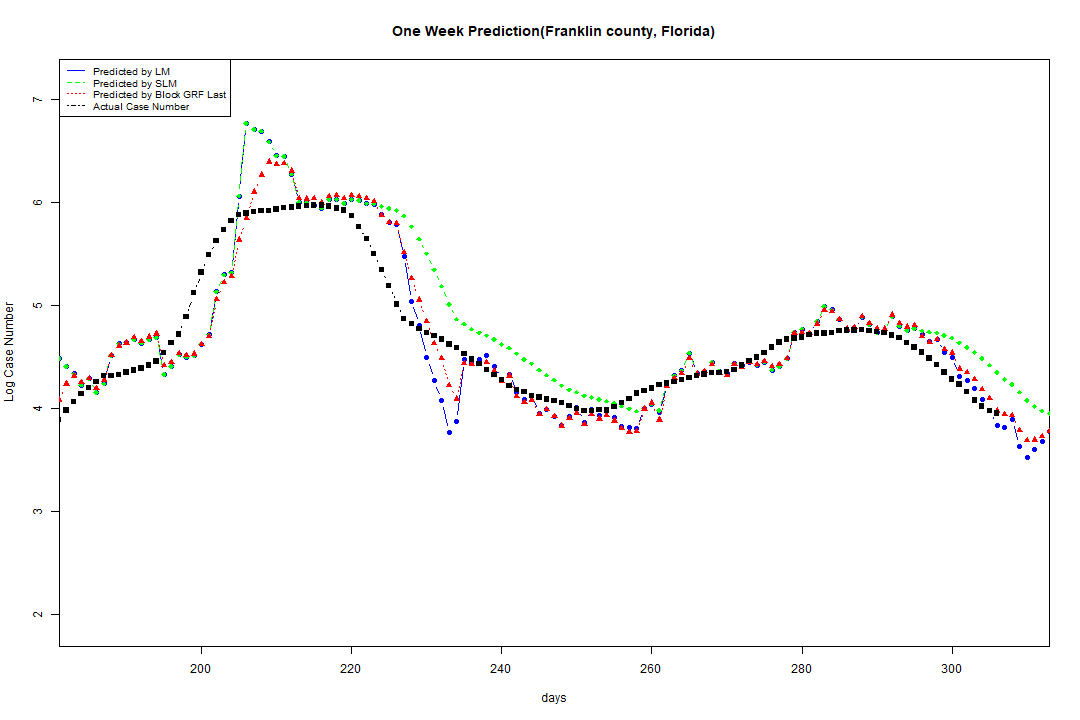 One Week Prediction(Franklin county, Florida)
Predicted by LM
Predicted by SLM
Predicted by Block GRF Last
Actual Case Number
7
6
5
4
3
2
Log Case Number
200
220
240
260
280
300
days